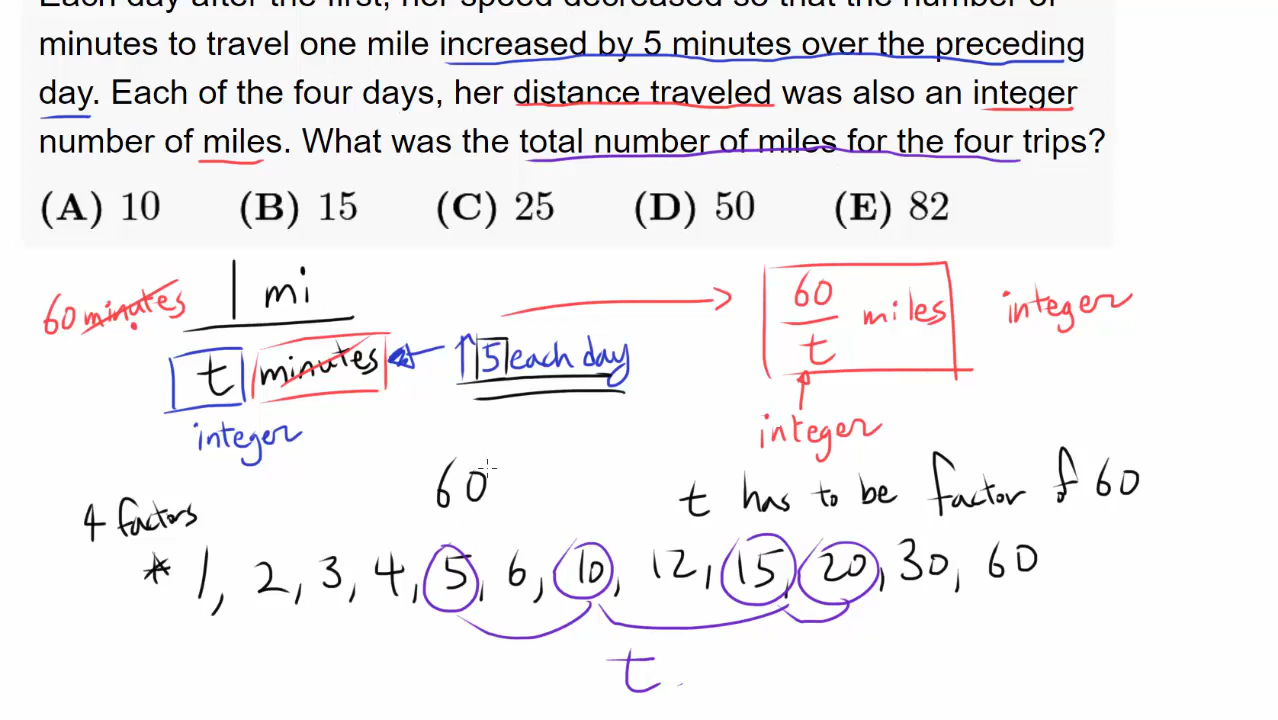 Each day after the first, her speed decreased so that the number of
minutes to travel one mile increased by 5 minutes over the preceding
day. Each of the four days, her distance traveled was also an integer
number of miles. What was the total number of miles for the four trips?
(A) 10 (B) 15 (C) 25 (D) 50 (E) 82
60 minutes 1 mi
t minutes ↑5 each day
integer
60
t miles integer
integer
60
t has to be factor of 60
4 factors
* 1, 2, 3, 4, 5, 6, 10, 12, 15, 20, 30, 60
t